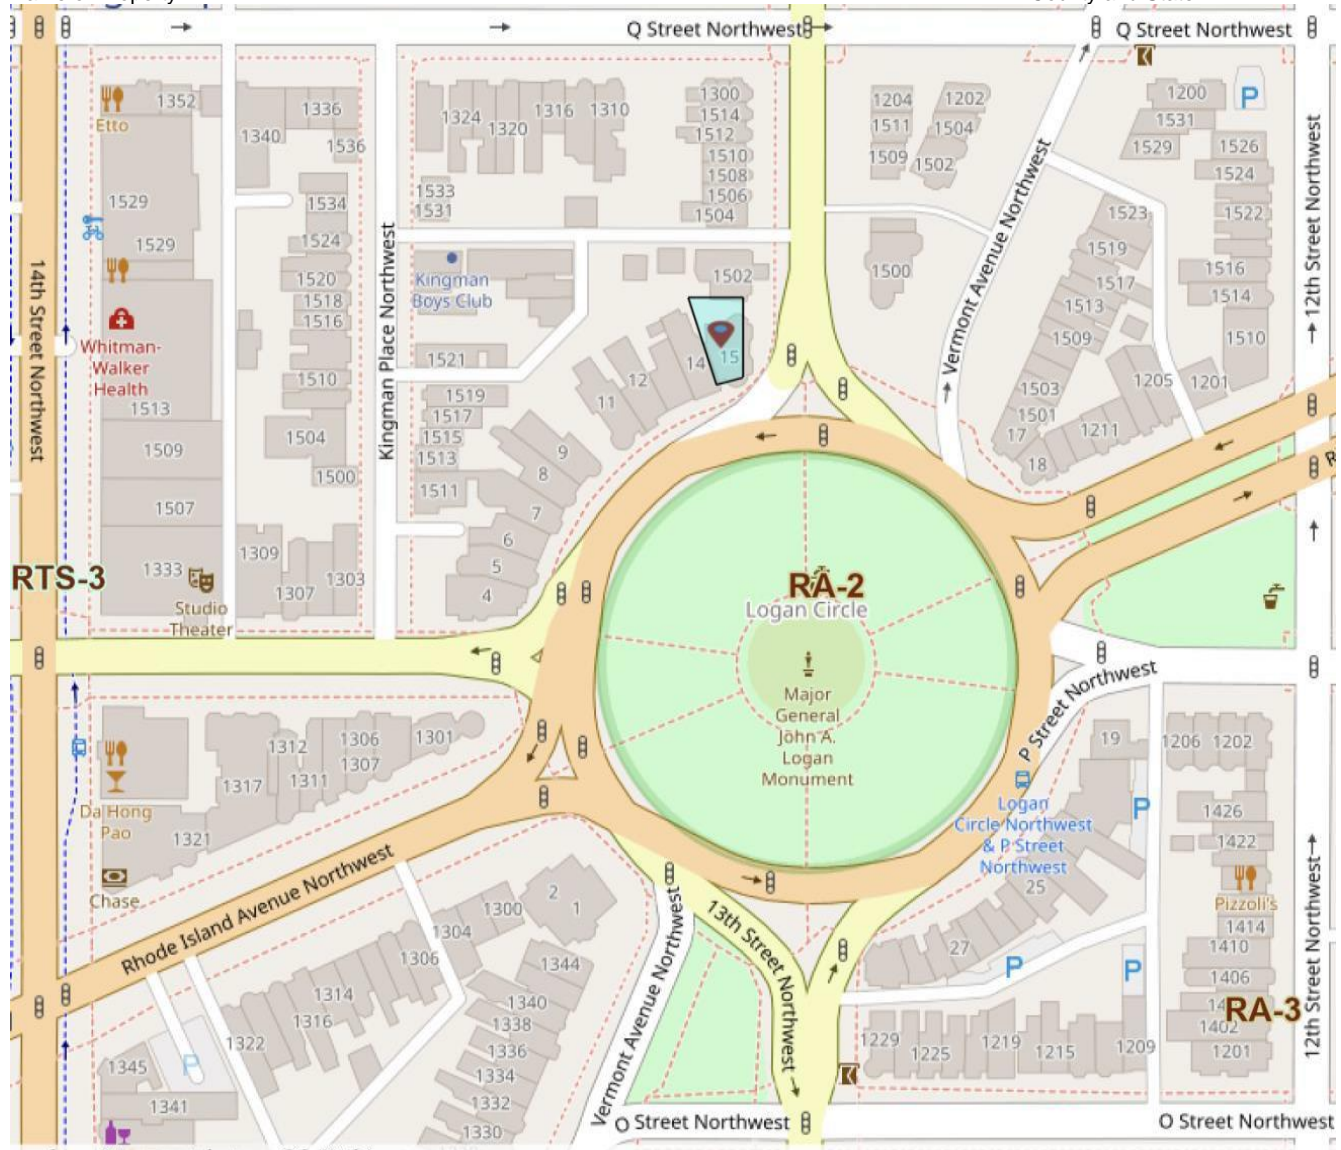 Q Street Northwest
Q Street Northwest
1352
1336
1340
1536
Etto
1529
1529
1534
1524
1520
1518
1516
1510
1504
1500
Whitman-
Walker
Health
1513
1509
1507
1333
Studio
Theater
1309
1307
1303
14th Street Northwest
RTS-3
Kingman Place Northwest
1324
1320
1316
1310
1533
1531
1300
1514
1512
1510
1508
1506
1504
Kingman
Boys Club
1502
1521
1519
1517
1515
1513
1511
15
14
12
11
9
8
7
6
5
4
1204
1202
1511
1504
1509
1502
1500
Vermont Avenue Northwest
1200
P
1531
1529
1526
1524
1523
1522
1519
1516
1517
1514
1513
1510
1509
1503
1501
17
18
1205
1201
1211
12th Street Northwest
R
RA-2
Logan Circle
Major
General
John A.
Logan
Monument
P Street Northwest
Logan
Circle Northwest
& P Street
Northwest
19
P
25
27
P
P
1206
1202
1426
1422
Pizzoli's
1414
1410
1406
1402
1201
RA-3
12th Street Northwest
1229
1225
1219
1215
1209
Da Hong
Pao
Chase
1317
1312
1311
1306
1307
1301
1321
Rhode Island Avenue Northwest
1300
2
1
1304
1306
1314
1316
1322
1344
1340
1338
1336
1334
1332
1330
1345
P
1341
Vermont Avenue Northwest
13th Street Northwest
O Street Northwest
O Street Northwest